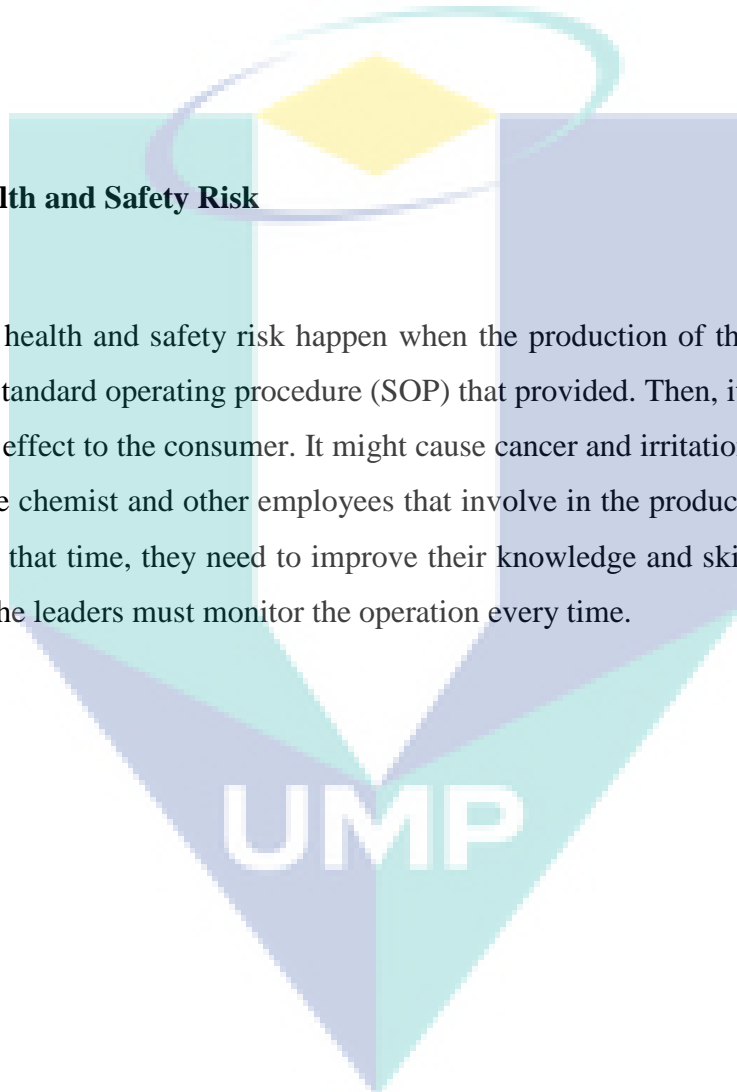 lth and Safety Risk
health and safety risk happen when the production of th
tandard operating procedure (SOP) that provided. Then, i
effect to the consumer. It might cause cancer and irritation
e chemist and other employees that involve in the produc
that time, they need to improve their knowledge and ski
he leaders must monitor the operation every time.
UMP